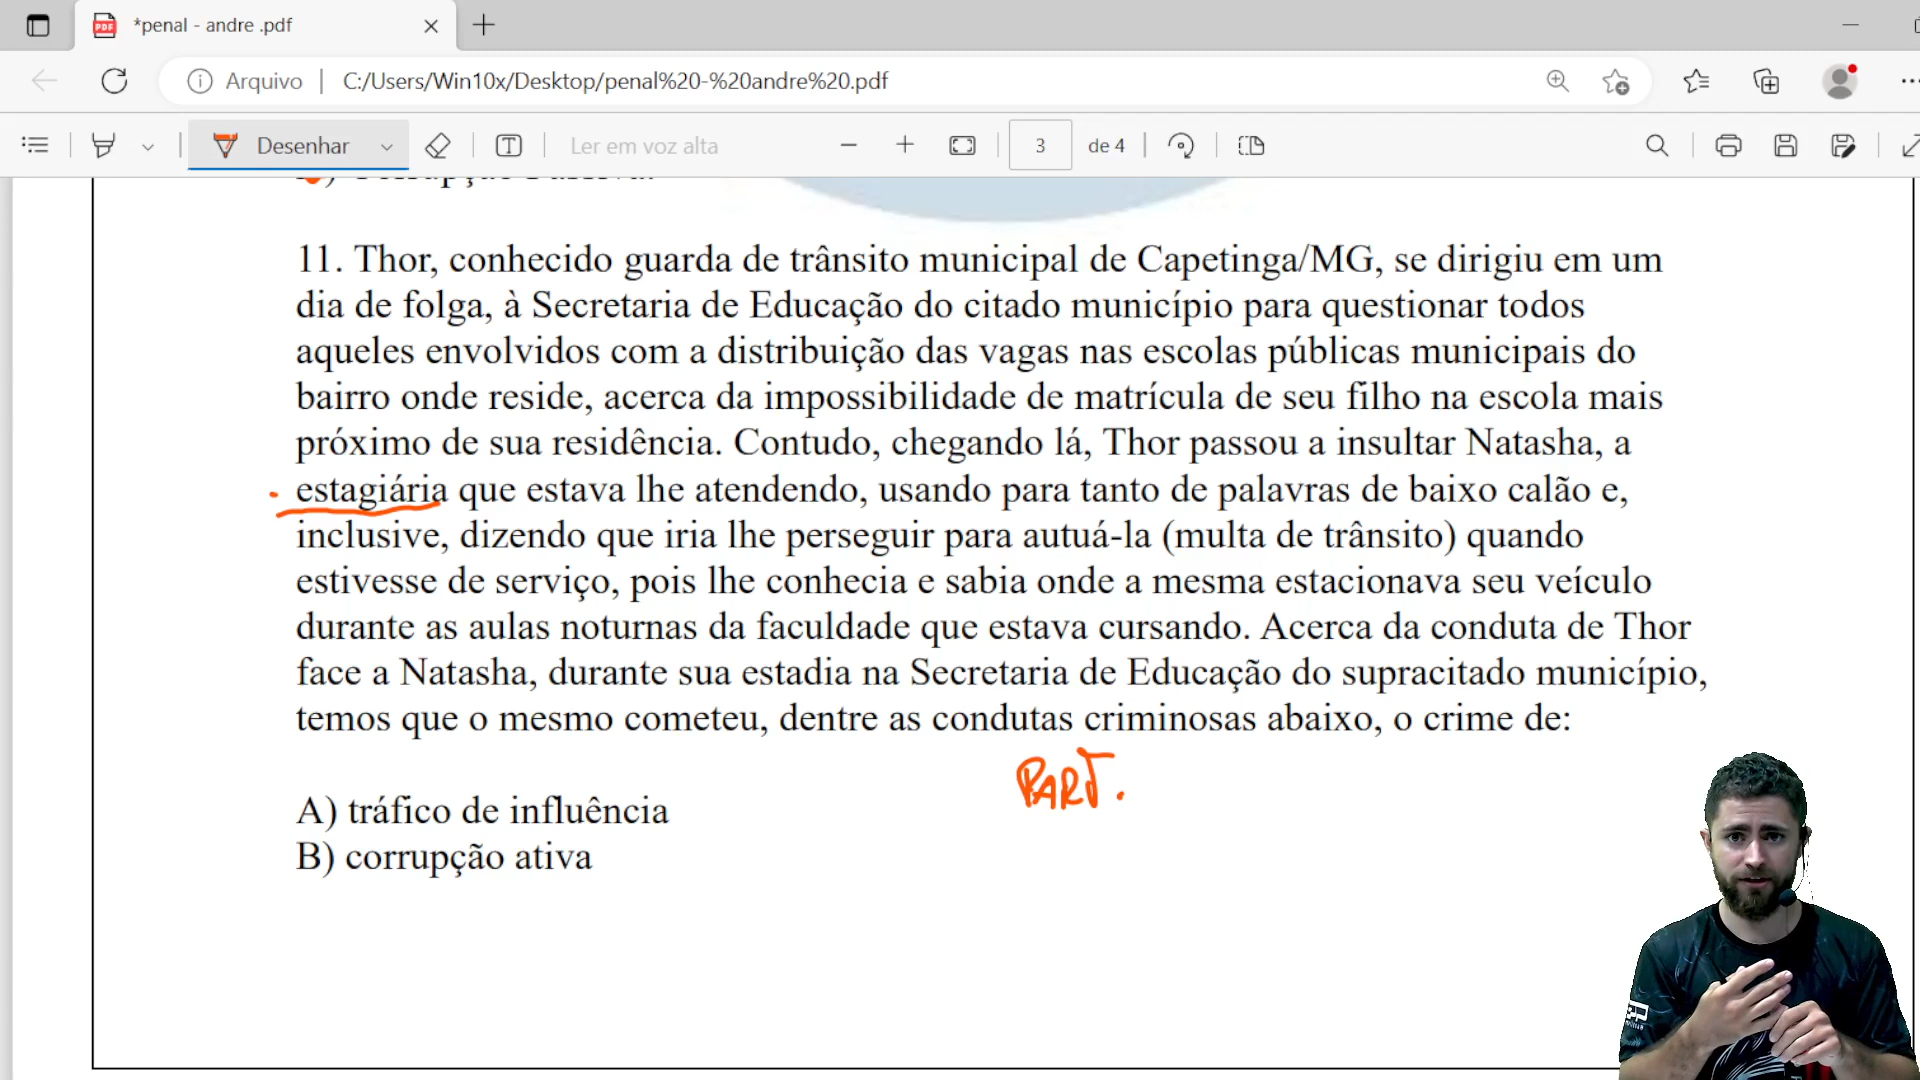 *penal - andre .pdf
Arquivo
C:/Users/Win10x/Desktop/penal%20-%20andre%20.pdf
Desenhar
Ler em voz alta
3
de 4
11. Thor, conhecido guarda de trânsito municipal de Capetinga/MG, se dirigiu em um
dia de folga, à Secretaria de Educação do citado município para questionar todos
aqueles envolvidos com a distribuição das vagas nas escolas públicas municipais do
bairro onde reside, acerca da impossibilidade de matrícula de seu filho na escola mais
próximo de sua residência. Contudo, chegando lá, Thor passou a insultar Natasha, a
estagiária que estava lhe atendendo, usando para tanto de palavras de baixo calão e,
inclusive, dizendo que iria lhe perseguir para autuá-la (multa de trânsito) quando
estivesse de serviço, pois lhe conhecia e sabia onde a mesma estacionava seu veículo
durante as aulas noturnas da faculdade que estava cursando. Acerca da conduta de Thor
face a Natasha, durante sua estadia na Secretaria de Educação do supracitado município,
temos que o mesmo cometeu, dentre as condutas criminosas abaixo, o crime de:
PART.
A) tráfico de influência
B) corrupção ativa